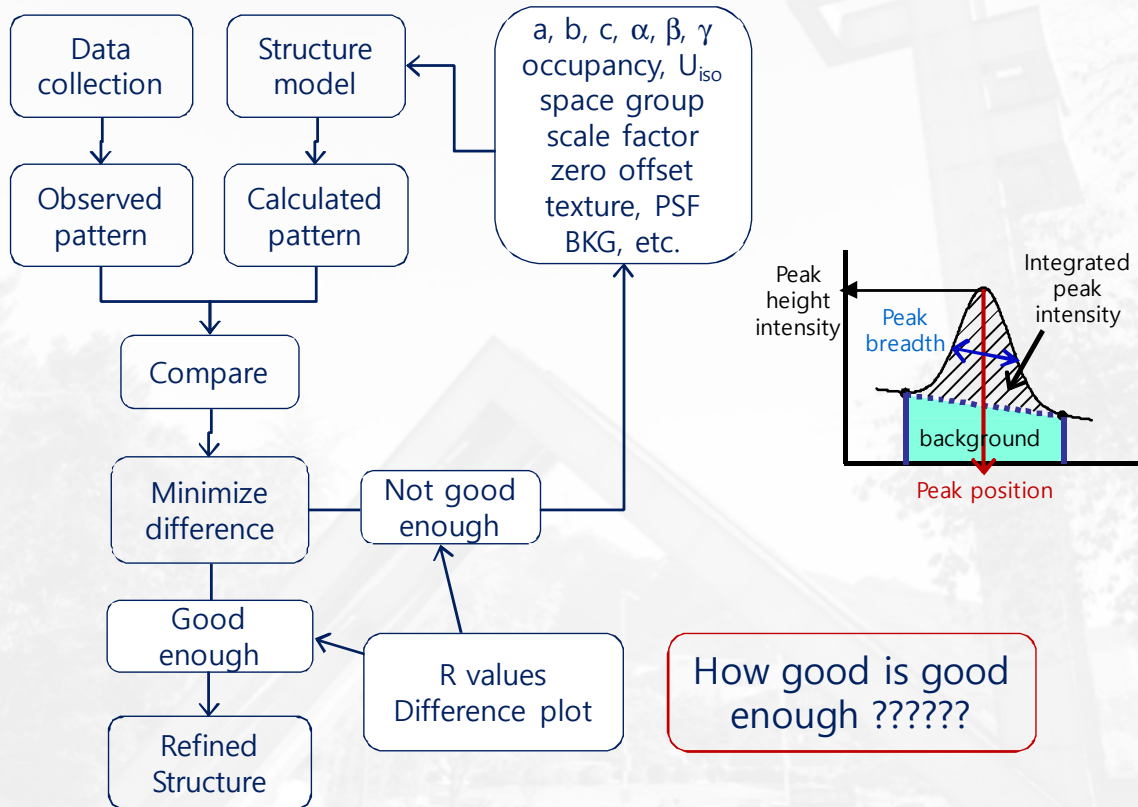 Data
collection
Structure
model
a, b, c, α, β, γ
occupancy, Uiso
space group
scale factor
zero offset
texture, PSF
BKG, etc.
Observed
pattern
Calculated
pattern
Compare
Minimize
difference
Not good
enough
Good
enough
R values
Difference plot
Refined
Structure
Peak
height
intensity
Peak
breadth
Integrated
peak
intensity
background
Peak position
How good is good
enough ??????